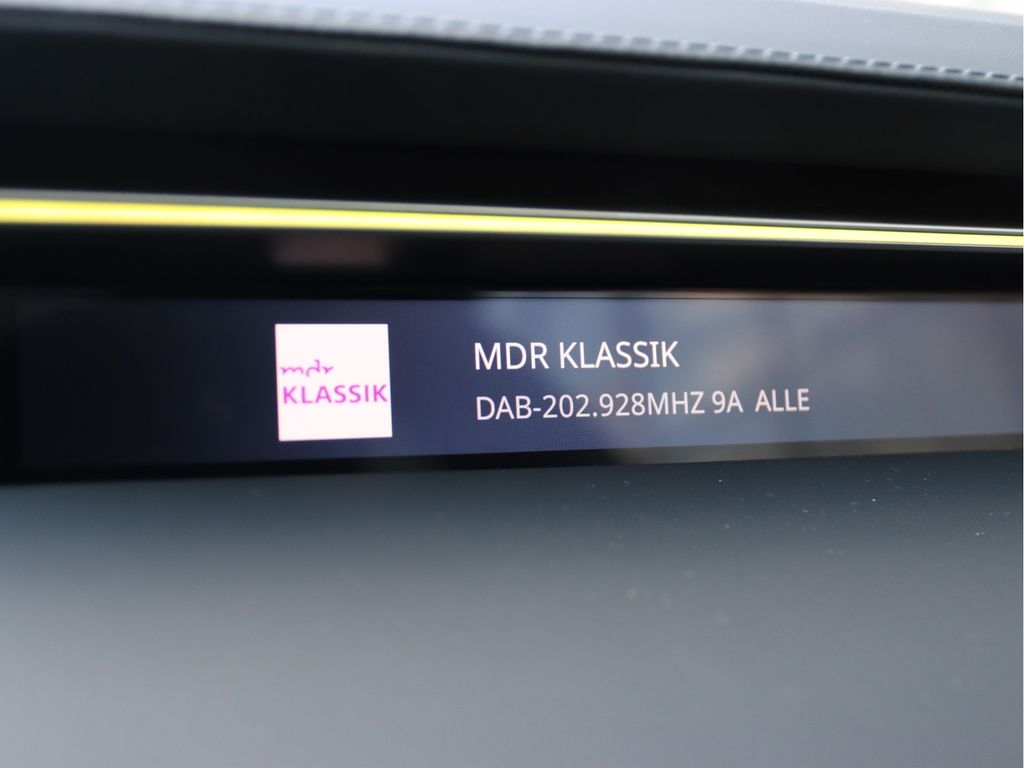 mdr
KLASSIK
MDR KLASSIK
DAB-202.928MHZ 9A ALLE